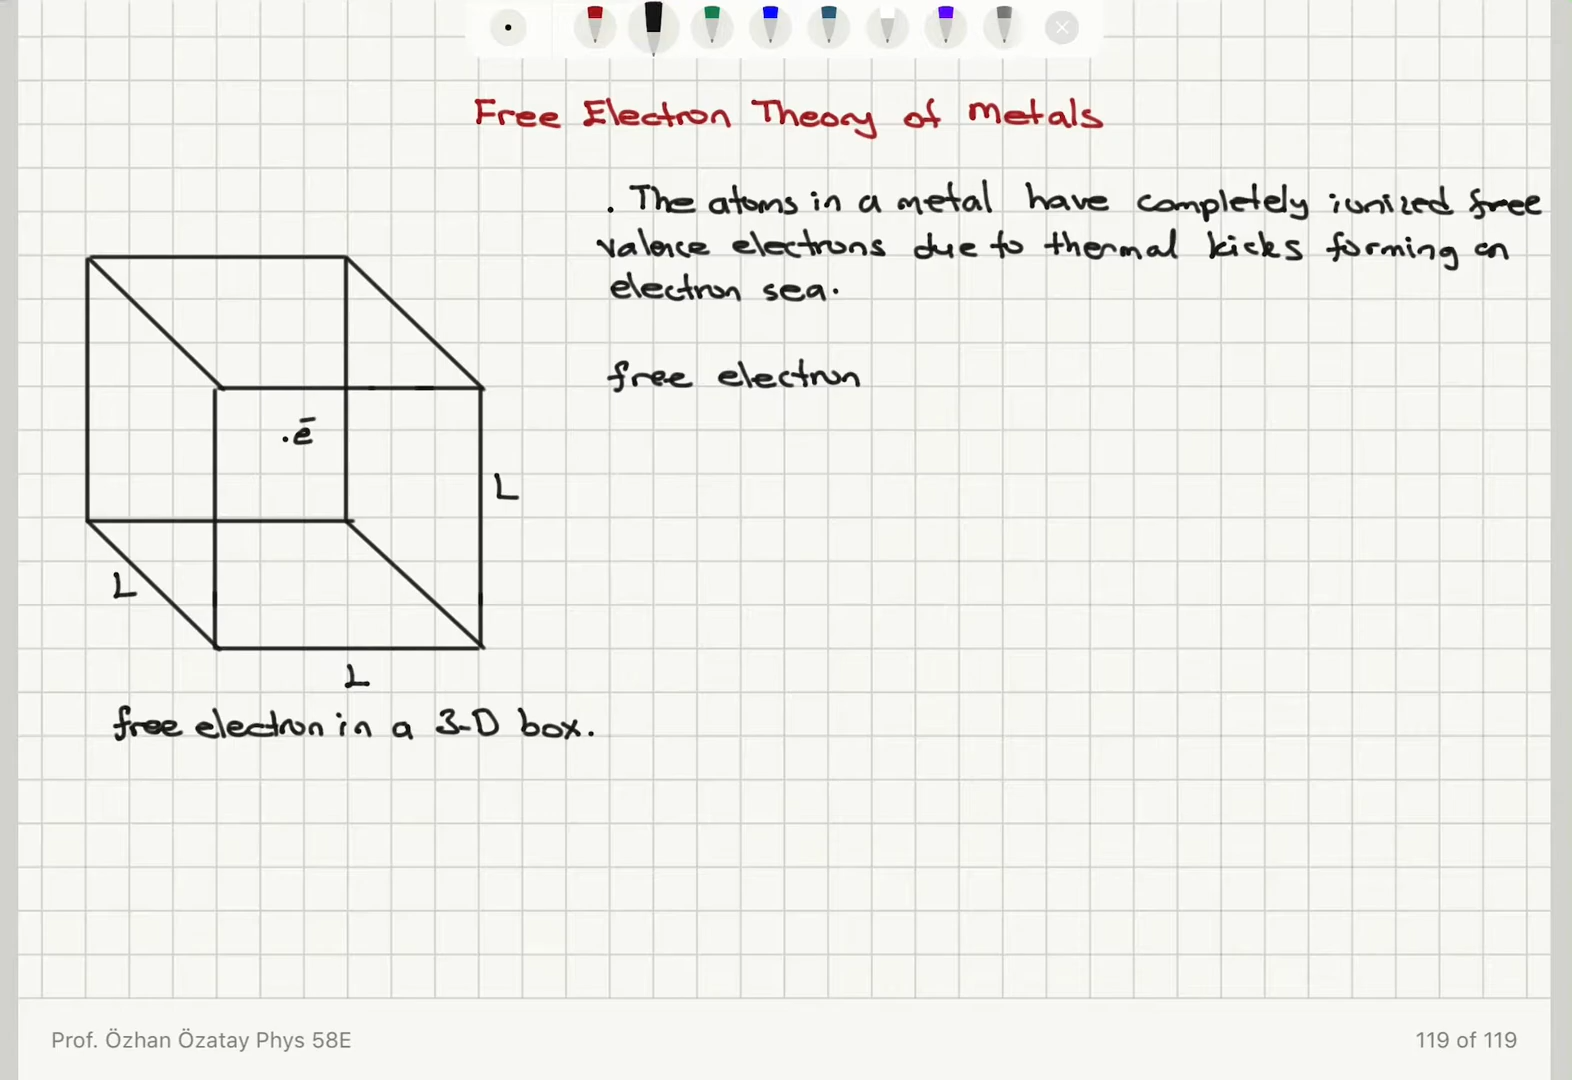 Free Electron Theory of Metals
. The atoms in a metal have completely ionized free
valence electrons due to thermal kicks forming an
electron sea.
free electron
.ē
L
L
L
free electron in a 3-D box.
Prof. Özhan Özatay Phys 58E
119 of 119